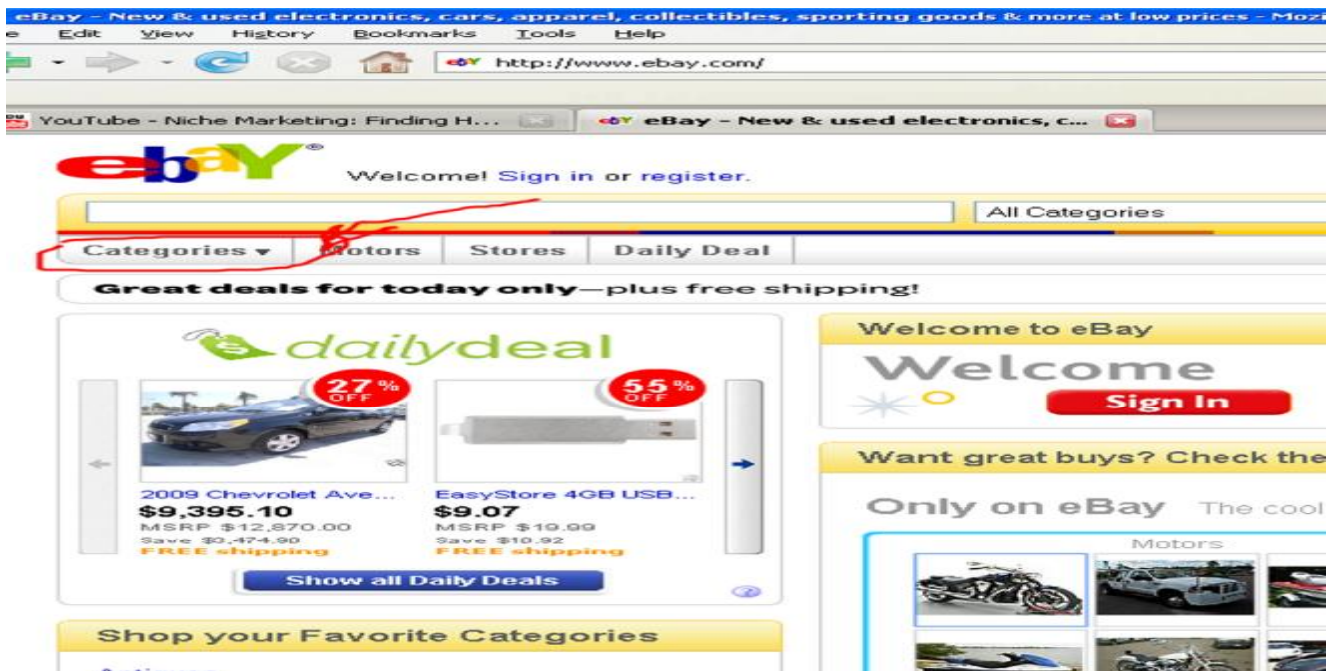 eBay - New & used electronics, cars, apparel, collectibles, sporting goods & more at low prices - Mozi
e Edit View History Bookmarks Tools Help
http://www.ebay.com/
YouTube - Niche Marketing: Finding H... eBay - New & used electronics, c...
ebaY®
Welcome! Sign in or register.
All Categories
Categories Motors Stores Daily Deal
Great deals for today only—plus free shipping!
dailydeal
27% OFF
55% OFF
2009 Chevrolet Ave...
$9,395.10
MSRP $12,870.00
Save $3,474.90
FREE shipping
EasyStore 4GB USB...
$9.07
MSRP $19.99
Save $10.92
FREE shipping
Show all Daily Deals
Shop your Favorite Categories
Welcome to eBay
Welcome
Sign In
Want great buys? Check the
Only on eBay The cool
Motors